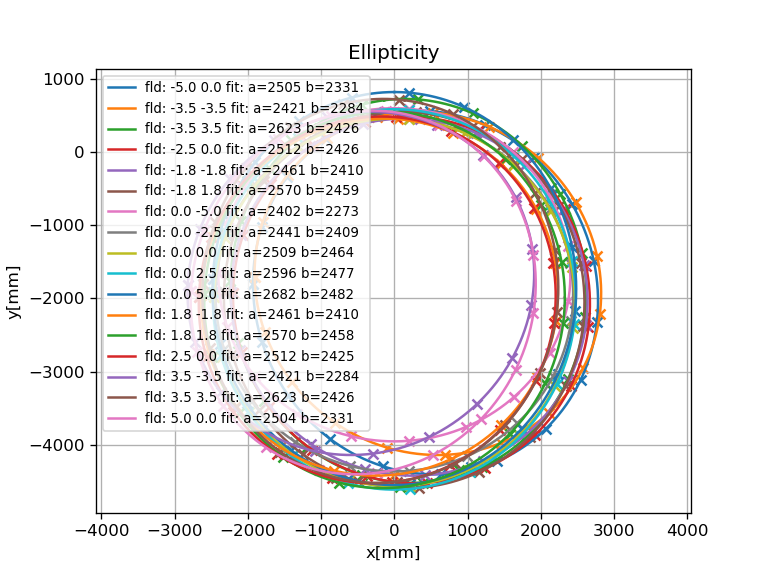 Ellipticity
1000
0
−1000
−2000
−3000
−4000
y[mm]
fld: -5.0 0.0 fit: a=2505 b=2331
fld: -3.5 -3.5 fit: a=2421 b=2284
fld: -3.5 3.5 fit: a=2623 b=2426
fld: -2.5 0.0 fit: a=2512 b=2426
fld: -1.8 -1.8 fit: a=2461 b=2410
fld: -1.8 1.8 fit: a=2570 b=2459
fld: 0.0 -5.0 fit: a=2402 b=2273
fld: 0.0 -2.5 fit: a=2441 b=2409
fld: 0.0 0.0 fit: a=2509 b=2464
fld: 0.0 2.5 fit: a=2596 b=2477
fld: 0.0 5.0 fit: a=2682 b=2482
fld: 1.8 -1.8 fit: a=2461 b=2410
fld: 1.8 1.8 fit: a=2570 b=2458
fld: 2.5 0.0 fit: a=2512 b=2425
fld: 3.5 -3.5 fit: a=2421 b=2284
fld: 3.5 3.5 fit: a=2623 b=2426
fld: 5.0 0.0 fit: a=2504 b=2331
−4000 −3000 −2000 −1000 0 1000 2000 3000 4000
x[mm]